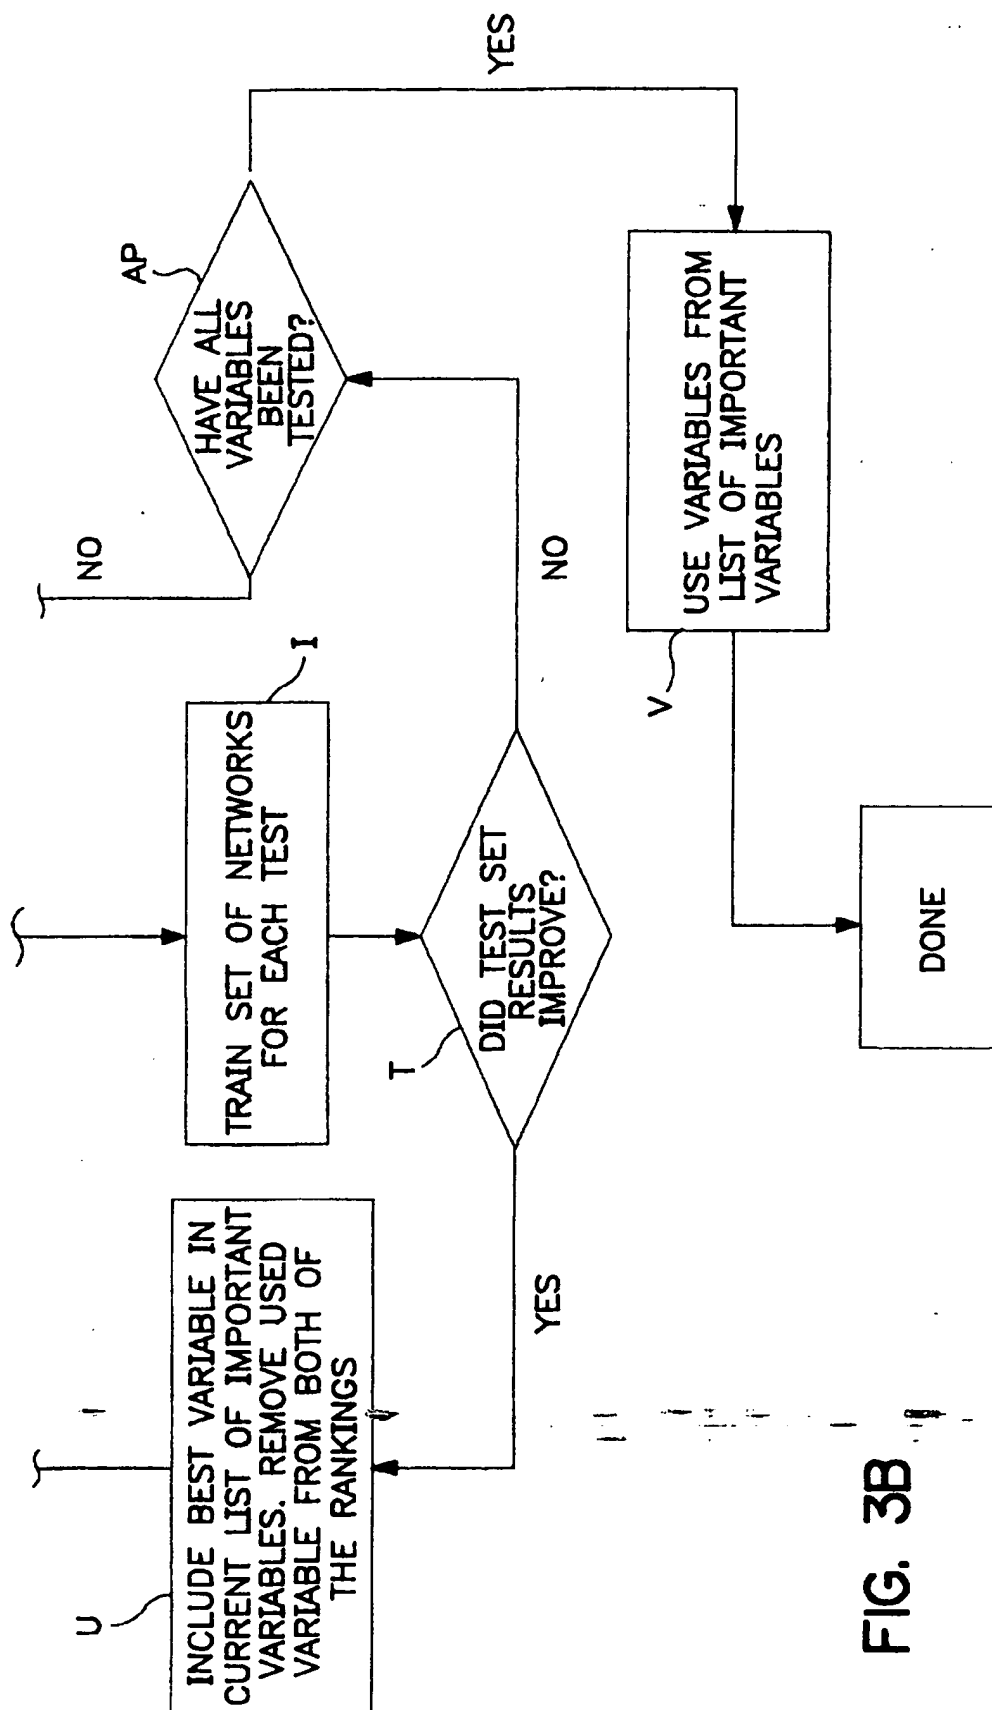 U
INCLUDE BEST VARIABLE IN
CURRENT LIST OF IMPORTANT
VARIABLES. REMOVE USED
VARIABLE FROM BOTH OF
THE RANKINGS
TRAIN SET OF NETWORKS
FOR EACH TEST
I
NO
HAVE ALL
VARIABLES
BEEN
TESTED?
AP
YES
T
DID TEST SET
RESULTS
IMPROVE?
YES
NO
V
USE VARIABLES FROM
LIST OF IMPORTANT
VARIABLES
DONE
FIG. 3B